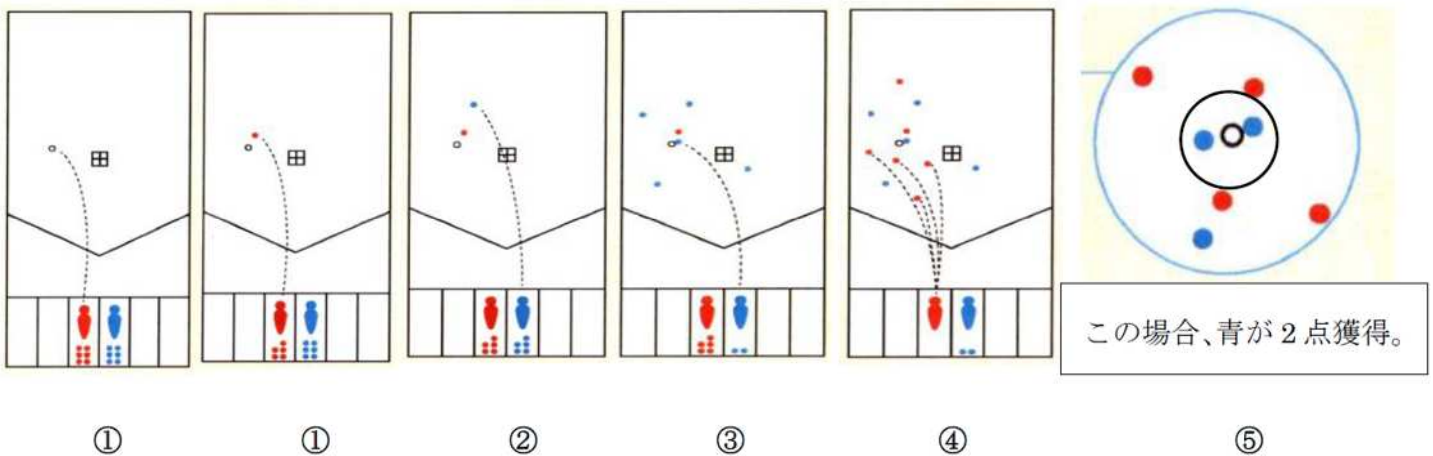 この場合、青が2点獲得。
① ① ② ③ ④ ⑤